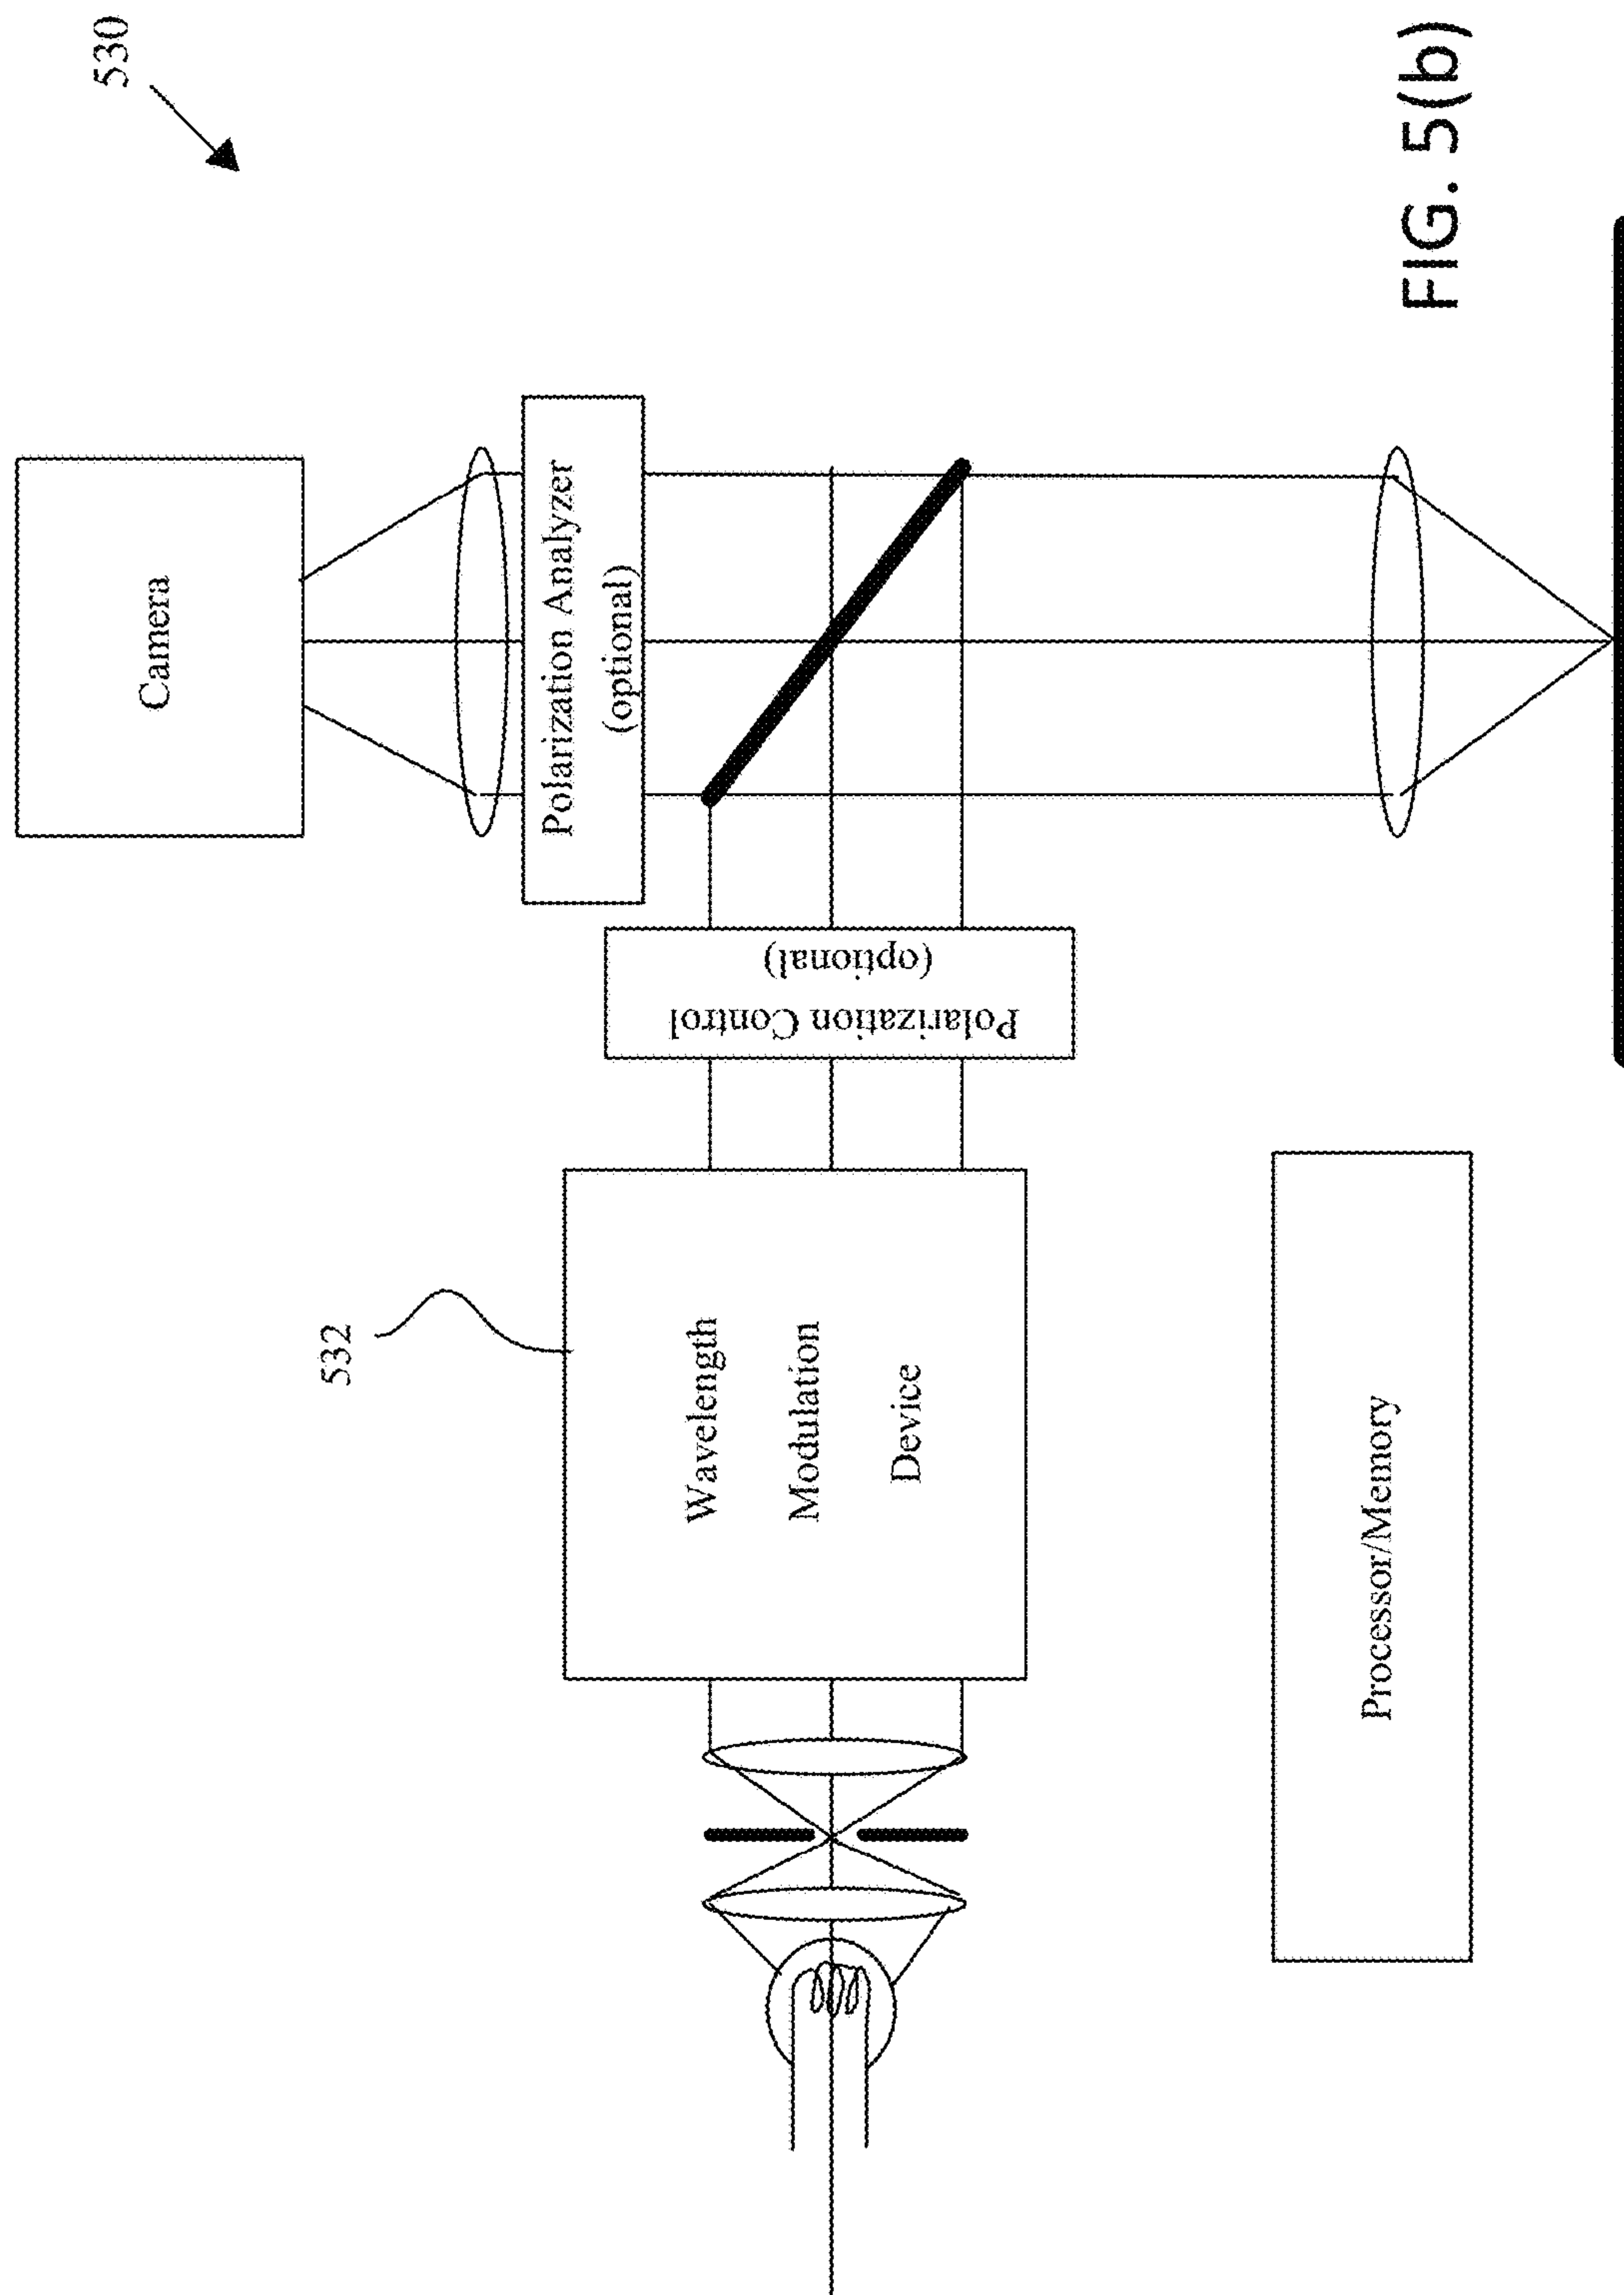 530
Camera
Polarization Analyzer
(optional)
Polarization Control
(optional)
532
Wavelength
Modulation
Device
Processor/Memory
FIG. 5(b)